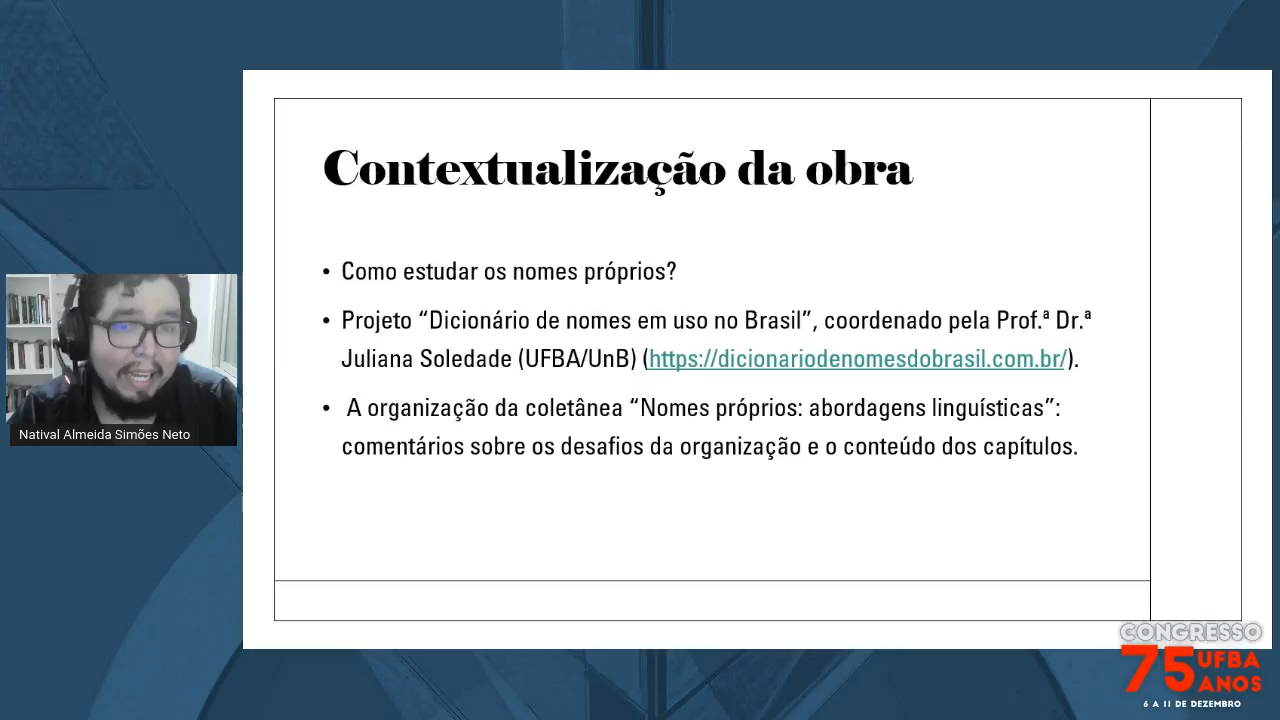 Contextualização da obra
• Como estudar os nomes próprios?
• Projeto “Dicionário de nomes em uso no Brasil”, coordenado pela Prof.ª Dr.ª
Juliana Soledade (UFBA/UnB) (https://dicionariodenomesdobrasil.com.br/).
• A organização da coletânea “Nomes próprios: abordagens linguísticas”:
comentários sobre os desafios da organização e o conteúdo dos capítulos.
Natival Almeida Simões Neto
CONGRESSO
75 UFBA
ANOS
6 A 11 DE DEZEMBRO